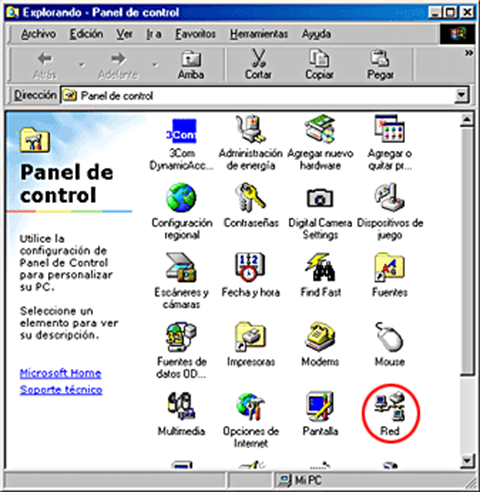 Explorando - Panel de control
Archivo Edición Ver Ir a Favoritos Herramientas Ayuda
Atrás Adelante Arriba Cortar Copiar Pegar
Dirección Panel de control
Panel de
control
Utilice la
configuración de
Panel de Control
para personalizar
su PC.
Seleccione un
elemento para ver
su descripción.
Microsoft Home
Soporte técnico
3Com
3Com
DynamicAcc...
Administración
de energía
Agregar nuevo
hardware
Agregar o
quitar pr...
Configuración
regional
Contraseñas
Digital Camera
Settings
Dispositivos de
juego
Escáneres y
cámaras
Fecha y hora
Find Fast
Fuentes
Fuentes de
datos OD...
Impresoras
Modems
Mouse
Multimedia
Opciones de
Internet
Pantalla
Red
Mi PC